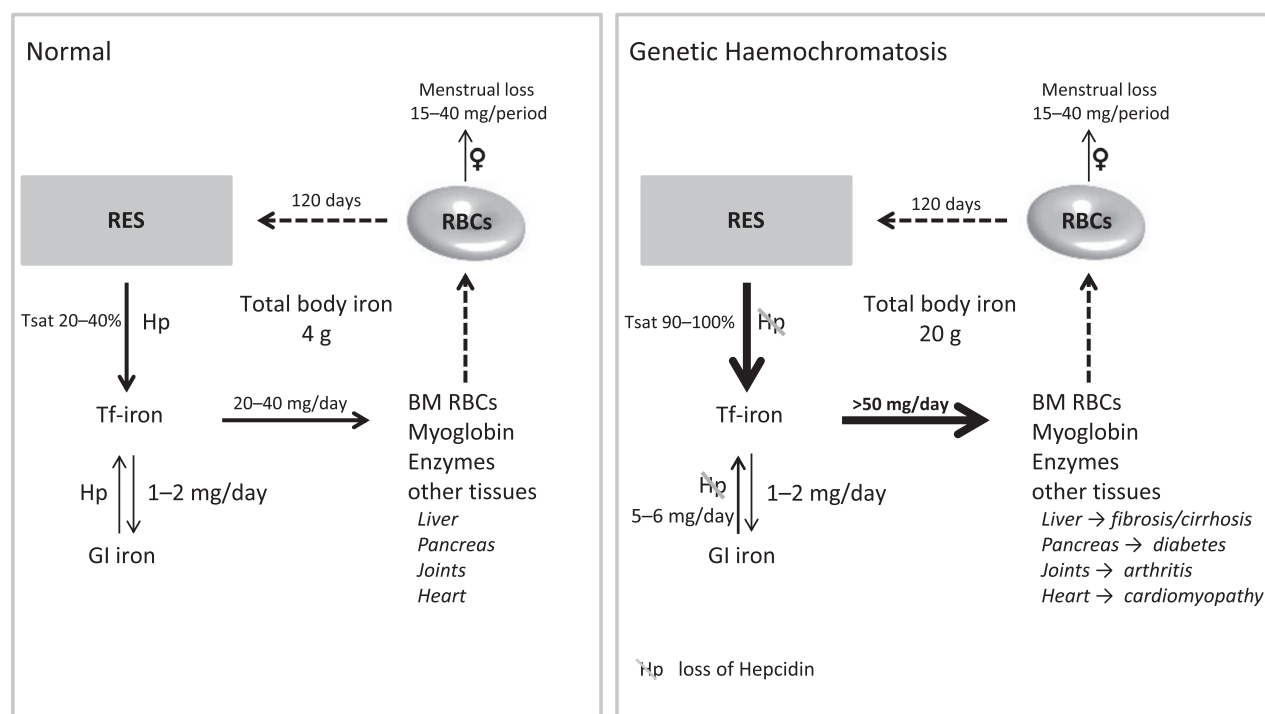 Normal
Menstrual loss
15–40 mg/period
♀
RES
120 days
RBCs
Tsat 20–40%
Hp
Total body iron
4 g
Tf-iron
20–40 mg/day
BM RBCs
Myoglobin
Enzymes
other tissues
Liver
Pancreas
Joints
Heart
Hp
1–2 mg/day
GI iron
Genetic Haemochromatosis
Menstrual loss
15–40 mg/period
♀
RES
120 days
RBCs
Tsat 90–100%
Hp
Total body iron
20 g
Tf-iron
>50 mg/day
BM RBCs
Myoglobin
Enzymes
other tissues
Liver → fibrosis/cirrhosis
Pancreas → diabetes
Joints → arthritis
Heart → cardiomyopathy
Hp
5–6 mg/day
1–2 mg/day
GI iron
Hp loss of Hepcidin